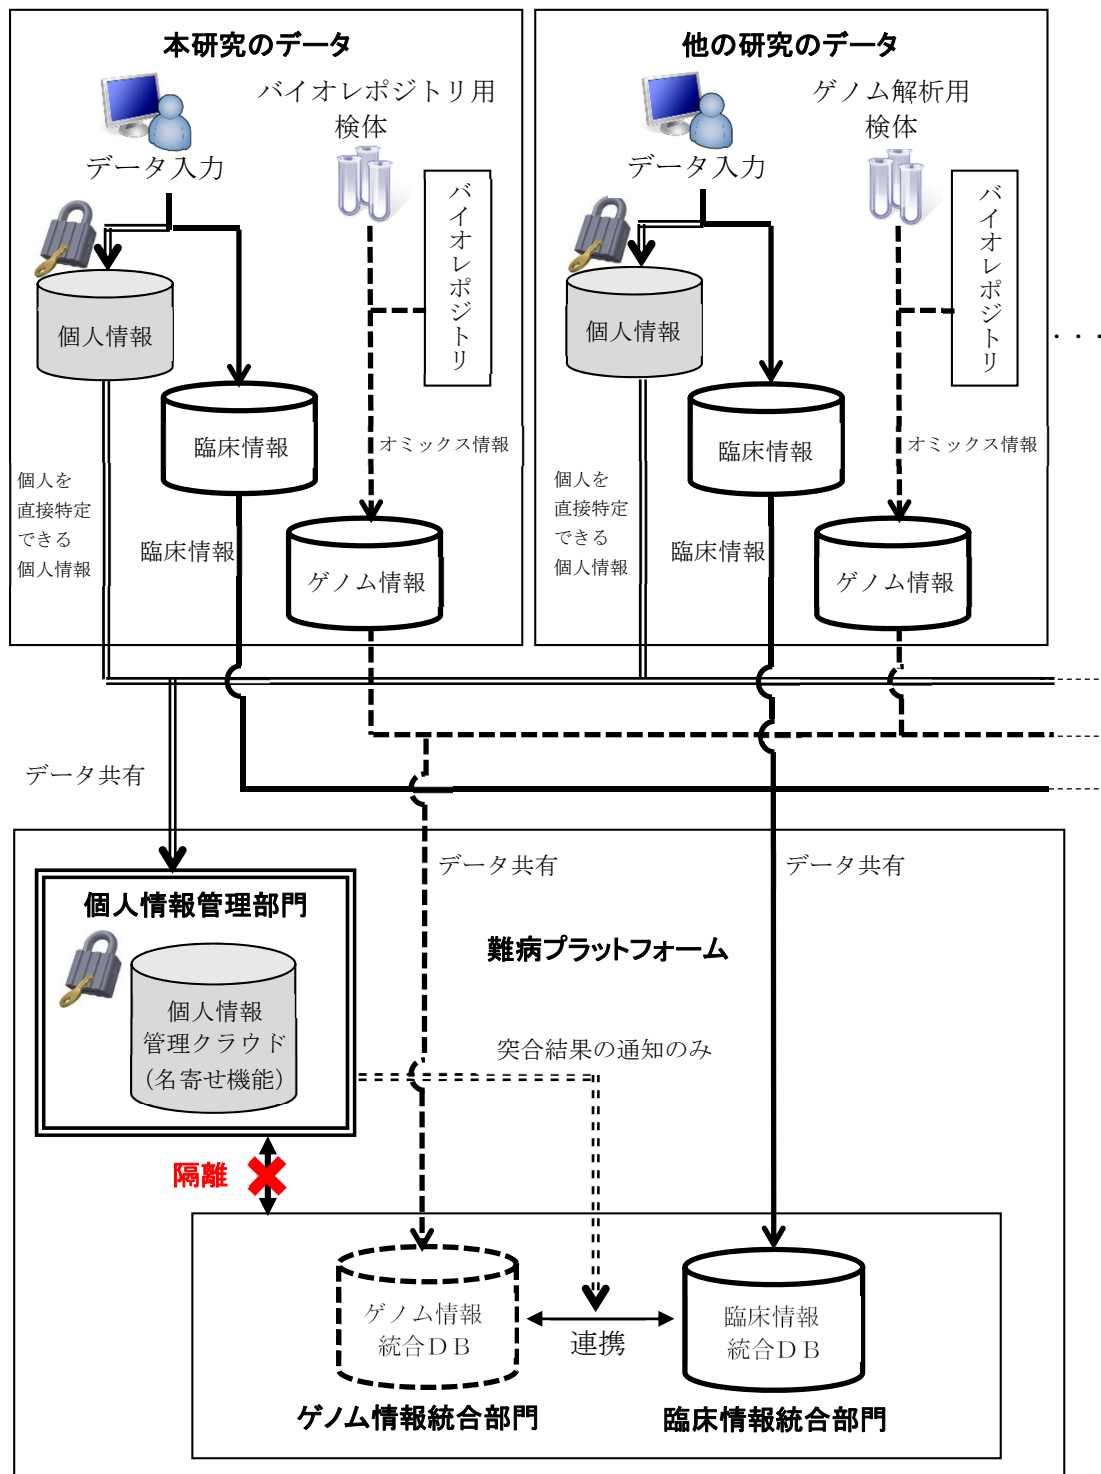 本研究のデータ
バイオレポジトリ用
検体
データ入力
バイオレポジトリ
個人情報
臨床情報
オミックス情報
個人を
直接特定
できる
個人情報
臨床情報
ゲノム情報
他の研究のデータ
ゲノム解析用
検体
データ入力
バイオレポジトリ
個人情報
・・・
臨床情報
オミックス情報
個人を
直接特定
できる
個人情報
臨床情報
ゲノム情報
データ共有
データ共有
データ共有
個人情報管理部門
難病プラットフォーム
個人情報
管理クラウド
（名寄せ機能）
突合結果の通知のみ
隔離
ゲノム情報
統合ＤＢ
連携
臨床情報
統合ＤＢ
ゲノム情報統合部門
臨床情報統合部門